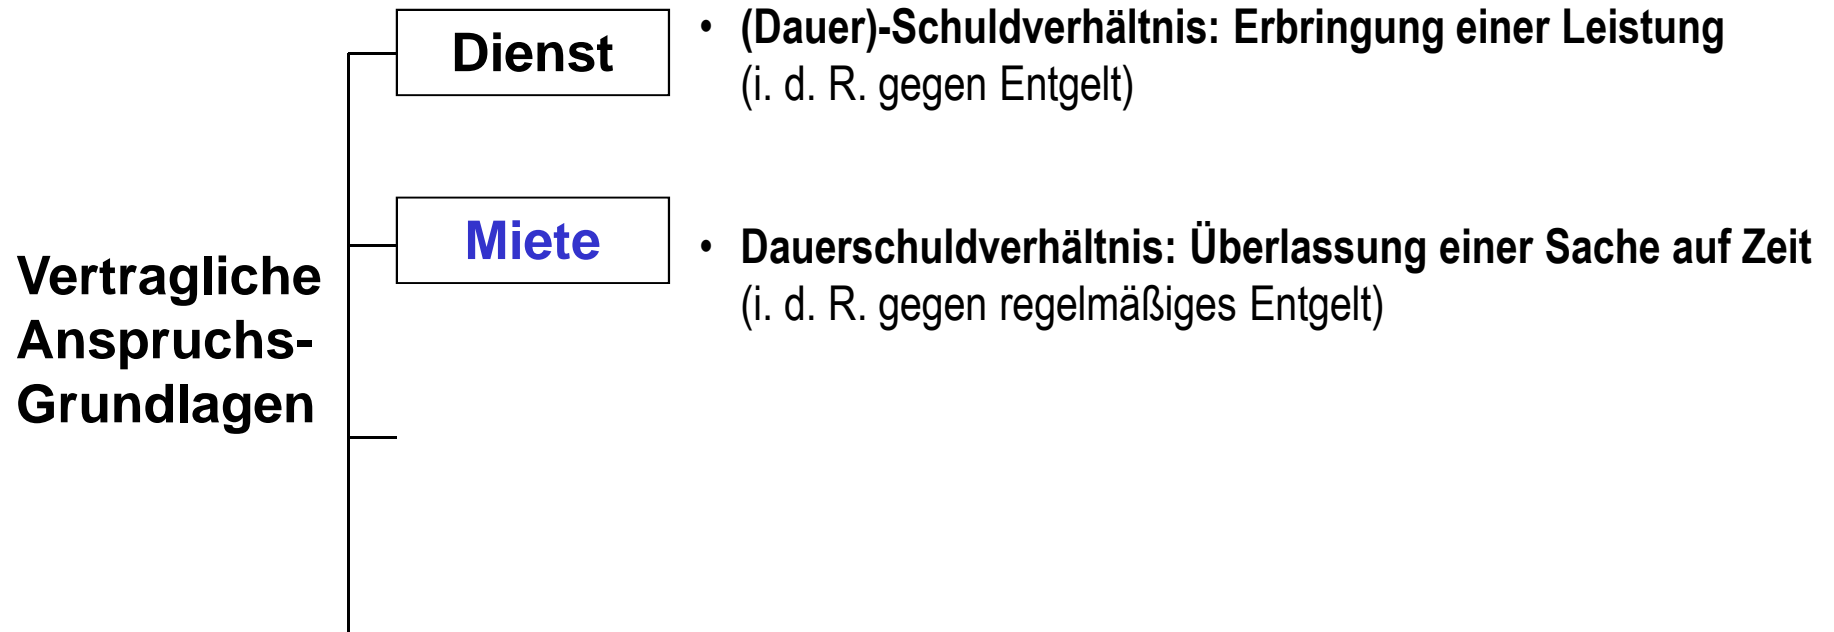 Vertragliche
Anspruchs-
Grundlagen
Dienst
• (Dauer)-Schuldverhältnis: Erbringung einer Leistung
(i. d. R. gegen Entgelt)
Miete
• Dauerschuldverhältnis: Überlassung einer Sache auf Zeit
(i. d. R. gegen regelmäßiges Entgelt)